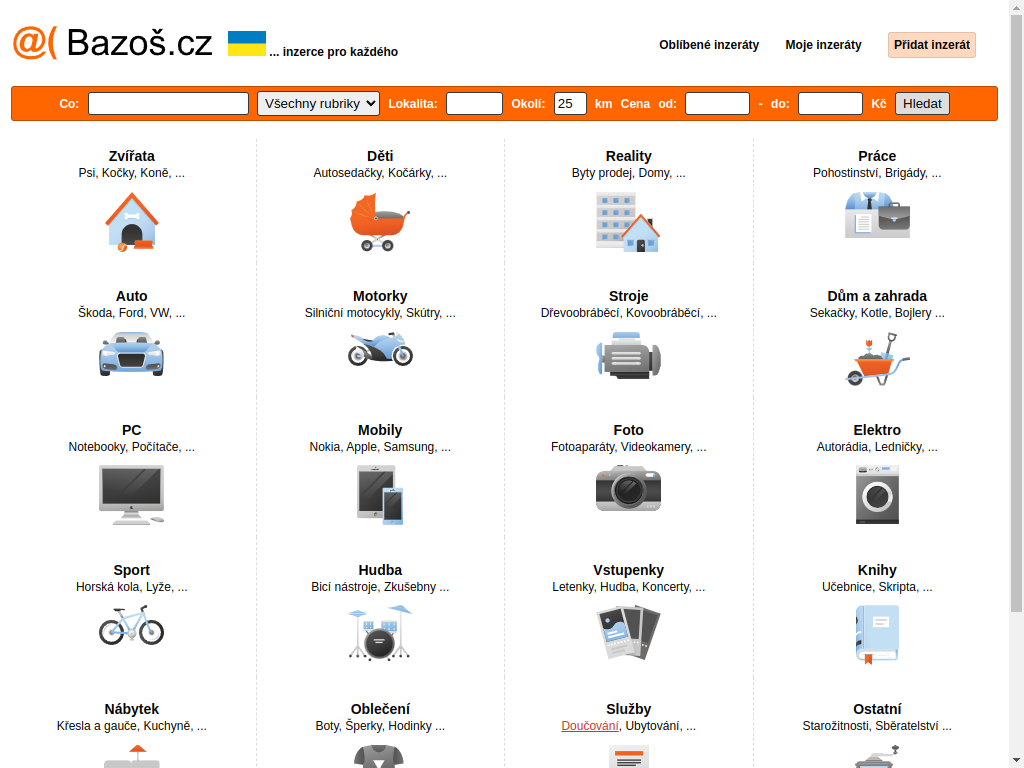 @( Bazoš.cz ... inzerce pro každého Oblíbené inzeráty Moje inzeráty Přidat inzerát
Co: Všechny rubriky Lokalita: Okolí: 25 km Cena od: - do: Kč Hledat
Zvířata Děti Reality Práce
Psi, Kočky, Koně, ... Autosedačky, Kočárky, ... Byty prodej, Domy, ... Pohostinství, Brigády, ...
Auto Motorky Stroje Dům a zahrada
Škoda, Ford, VW, ... Silniční motocykly, Skútry, ... Dřevoobráběcí, Kovoobráběcí, ... Sekačky, Kotle, Bojlery ...
PC Mobily Foto Elektro
Notebooky, Počítače, ... Nokia, Apple, Samsung, ... Fotoaparáty, Videokamery, ... Autorádia, Ledničky, ...
Sport Hudba Vstupenky Knihy
Horská kola, Lyže, ... Bicí nástroje, Zkušebny ... Letenky, Hudba, Koncerty, ... Učebnice, Skripta, ...
Nábytek Oblečení Služby Ostatní
Křesla a gauče, Kuchyně, ... Boty, Šperky, Hodinky ... Doučování, Ubytování, ... Starožitnosti, Sběratelství ...